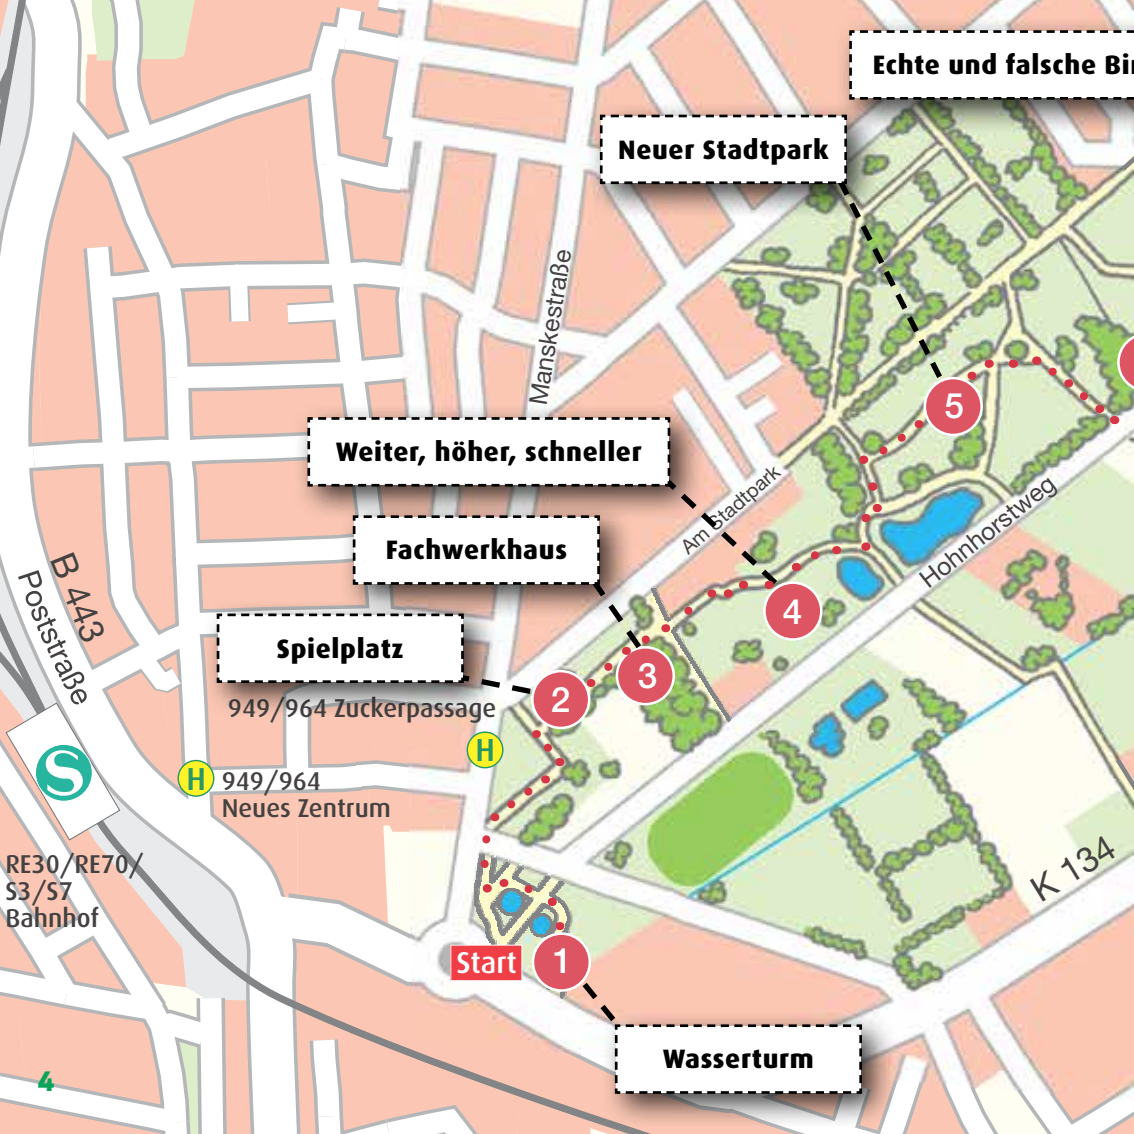 Echte und falsche Bi
Neuer Stadtpark
Manskestraße
5
Weiter, höher, schneller
Am Stadtpark
Hohnhorstweg
Fachwerkhaus
B 443
Poststraße
4
Spielplatz
3
2
949/964 Zuckerpassage
H
S
H
949/964
Neues Zentrum
RE30/RE70/
S3/S7
Bahnhof
K 134
Start
1
Wasserturm
4